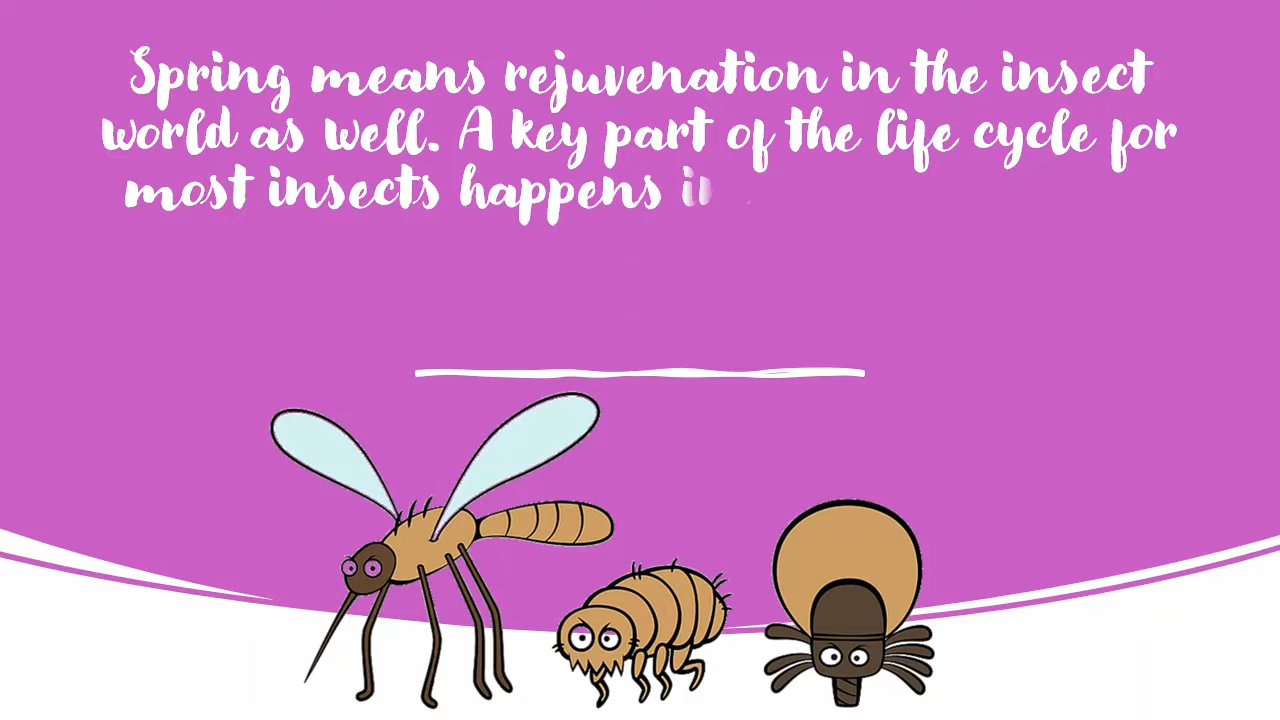 Spring means rejuvenation in the insect
world as well. A key part of the life cycle for
most insects happens